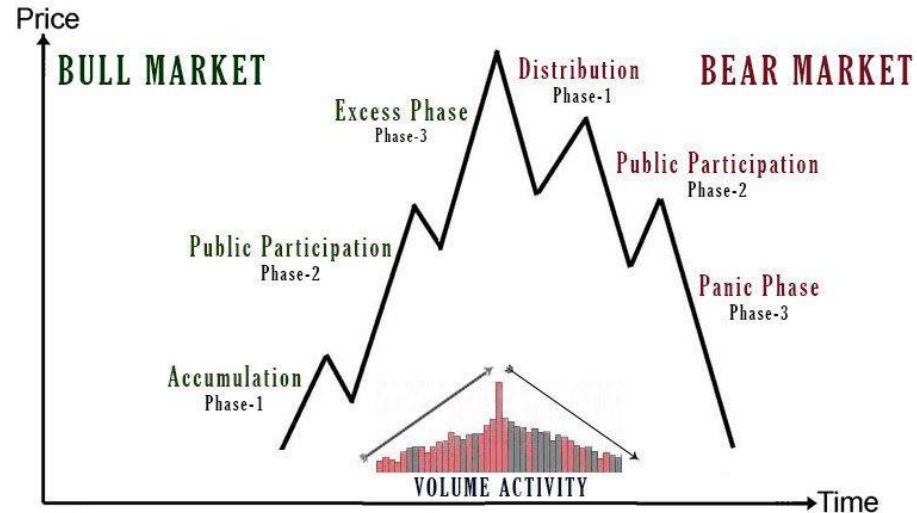 Price
BULL MARKET
BEAR MARKET
Distribution
Phase-1
Excess Phase
Phase-3
Public Participation
Phase-2
Public Participation
Phase-2
Panic Phase
Phase-3
Accumulation
Phase-1
VOLUME ACTIVITY
Time